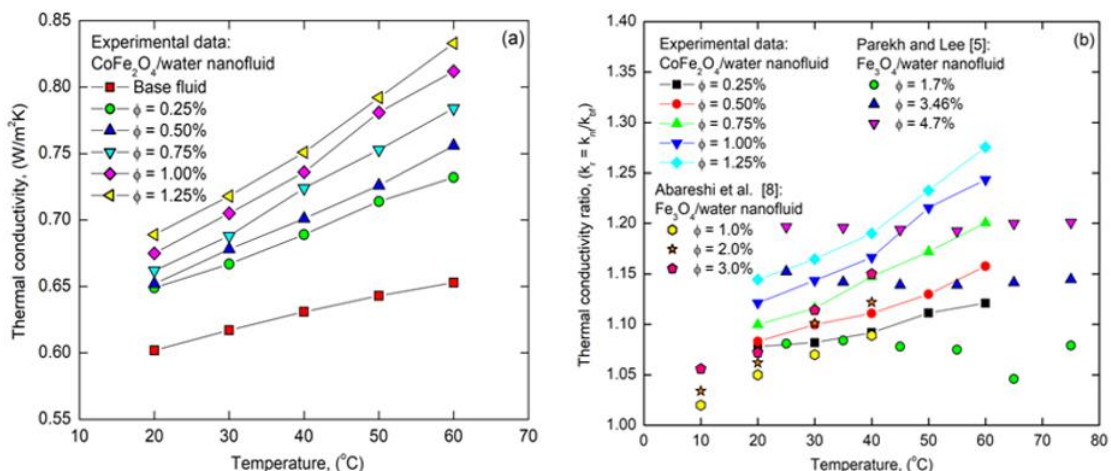 (a)
Experimental data:
CoFe₂O₄/water nanofluid
Base fluid
ϕ = 0.25%
ϕ = 0.50%
ϕ = 0.75%
ϕ = 1.00%
ϕ = 1.25%
0.85
0.80
0.75
0.70
0.65
0.60
0.55
Thermal conductivity, (W/m²K)
10 20 30 40 50 60 70
Temperature, (°C)
(b)
Experimental data:
CoFe₂O₄/water nanofluid
ϕ = 0.25%
ϕ = 0.50%
ϕ = 0.75%
ϕ = 1.00%
ϕ = 1.25%
Parekh and Lee [5]:
Fe₃O₄/water nanofluid
ϕ = 1.7%
ϕ = 3.46%
ϕ = 4.7%
Abareshi et al. [8]:
Fe₃O₄/water nanofluid
ϕ = 1.0%
ϕ = 2.0%
ϕ = 3.0%
1.40
1.35
1.30
1.25
1.20
1.15
1.10
1.05
1.00
Thermal conductivity ratio, (kᵣ = kₙf/k_bf)
0 10 20 30 40 50 60 70 80
Temperature, (°C)